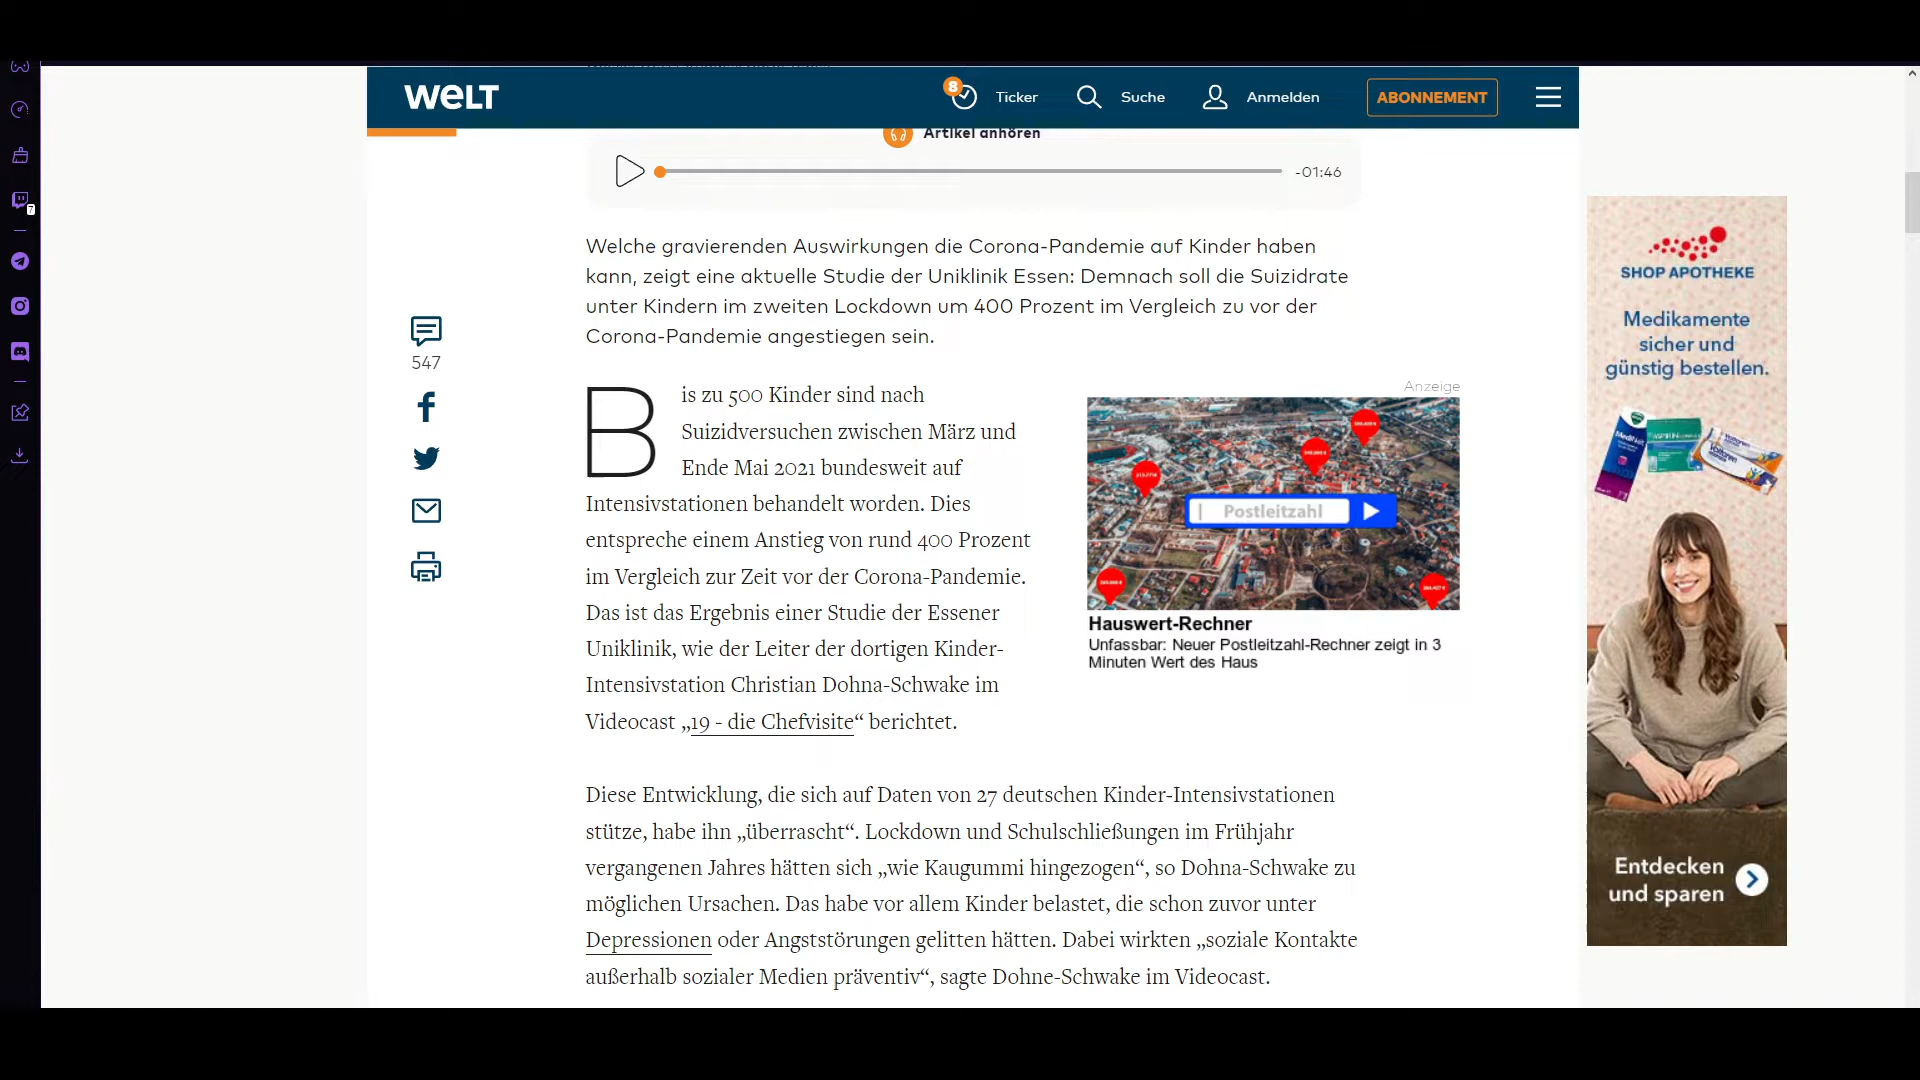 WELT
8
Ticker
Suche
Anmelden
ABONNEMENT
Artikel anhören
-01:46
7
Welche gravierenden Auswirkungen die Corona-Pandemie auf Kinder haben
kann, zeigt eine aktuelle Studie der Uniklinik Essen: Demnach soll die Suizidrate
unter Kindern im zweiten Lockdown um 400 Prozent im Vergleich zu vor der
Corona-Pandemie angestiegen sein.
547
Bis zu 500 Kinder sind nach
Suizidversuchen zwischen März und
Ende Mai 2021 bundesweit auf
Intensivstationen behandelt worden. Dies
entspreche einem Anstieg von rund 400 Prozent
im Vergleich zur Zeit vor der Corona-Pandemie.
Das ist das Ergebnis einer Studie der Essener
Uniklinik, wie der Leiter der dortigen Kinder-
Intensivstation Christian Dohna-Schwake im
Videocast „19 - die Chefvisite“ berichtet.
Anzeige
Postleitzahl
Hauswert-Rechner
Unfassbar: Neuer Postleitzahl-Rechner zeigt in 3
Minuten Wert des Haus
Diese Entwicklung, die sich auf Daten von 27 deutschen Kinder-Intensivstationen
stütze, habe ihn „überrascht“. Lockdown und Schulschließungen im Frühjahr
vergangenen Jahres hätten sich „wie Kaugummi hingezogen“, so Dohna-Schwake zu
möglichen Ursachen. Das habe vor allem Kinder belastet, die schon zuvor unter
Depressionen oder Angststörungen gelitten hätten. Dabei wirkten „soziale Kontakte
außerhalb sozialer Medien präventiv“, sagte Dohne-Schwake im Videocast.
SHOP APOTHEKE
Medikamente
sicher und
günstig bestellen.
Entdecken
und sparen